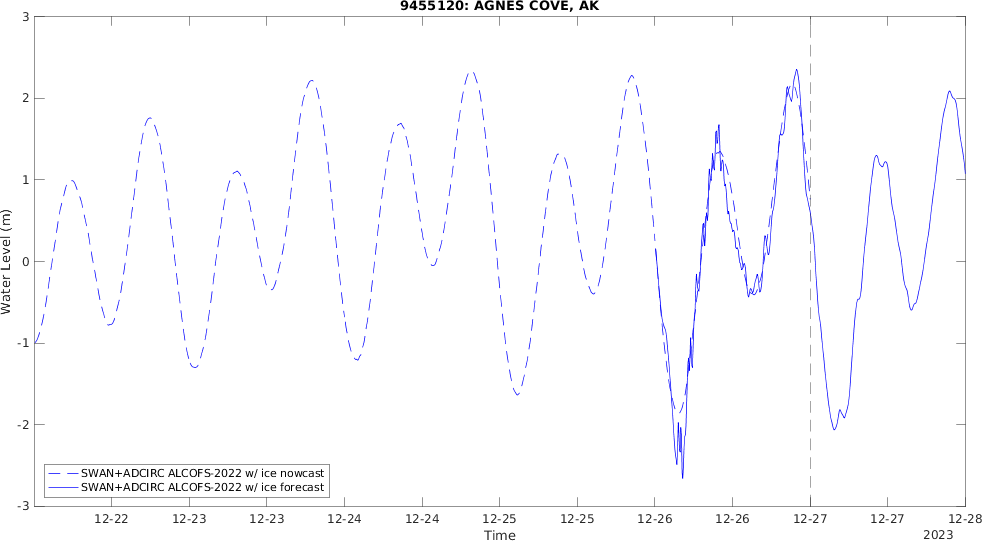 9455120: AGNES COVE, AK
3
2
1
0
-1
-2
-3
Water Level (m)
SWAN+ADCIRC ALCOFS-2022 w/ ice nowcast
SWAN+ADCIRC ALCOFS-2022 w/ ice forecast
12-22 12-23 12-23 12-24 12-24 12-25 12-25 12-26 12-26 12-27 12-27 12-28
Time
2023